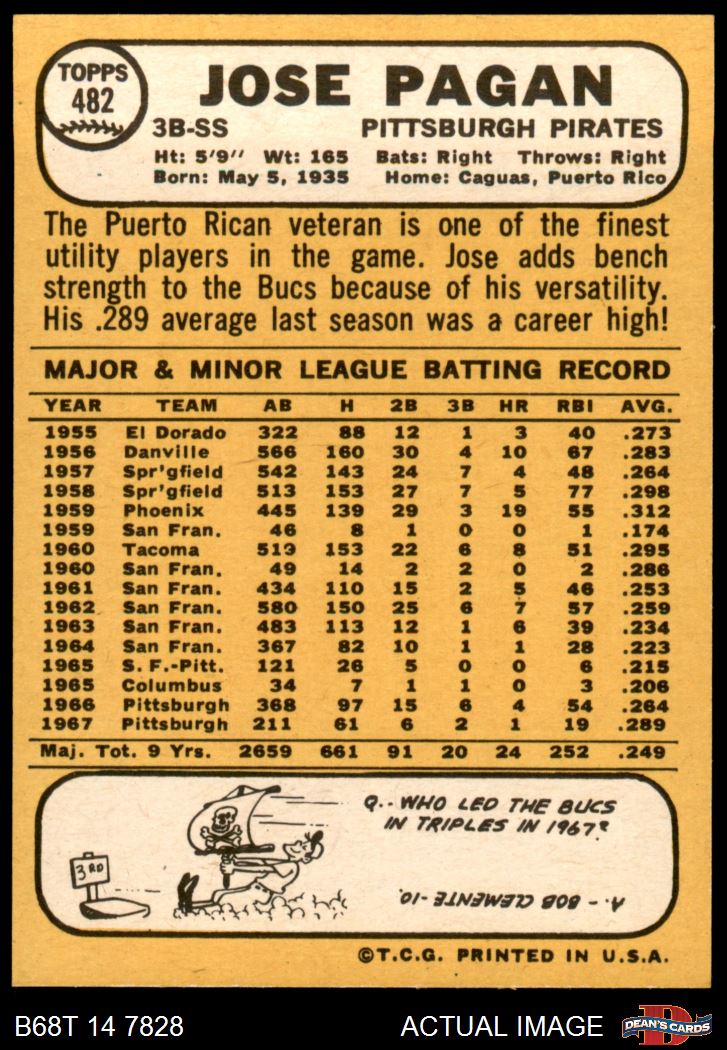 TOPPS
482
JOSE PAGAN
3B-SS PITTSBURGH PIRATES
Ht: 5'9" Wt: 165 Bats: Right Throws: Right
Born: May 5, 1935 Home: Caguas, Puerto Rico
The Puerto Rican veteran is one of the finest
utility players in the game. Jose adds bench
strength to the Bucs because of his versatility.
His .289 average last season was a career high!
MAJOR & MINOR LEAGUE BATTING RECORD
YEAR TEAM AB H 2B 3B HR RBI AVG.
1955 El Dorado 322 88 12 1 3 40 .273
1956 Danville 566 160 30 4 10 67 .283
1957 Spr'gfield 542 143 24 7 4 48 .264
1958 Spr'gfield 513 153 27 7 5 77 .298
1959 Phoenix 445 139 29 3 19 55 .312
1959 San Fran. 46 8 1 0 0 1 .174
1960 Tacoma 519 153 22 6 8 51 .295
1960 San Fran. 49 14 2 2 0 2 .286
1961 San Fran. 434 110 15 2 5 46 .253
1962 San Fran. 580 150 25 6 7 57 .259
1963 San Fran. 483 113 12 1 6 39 .234
1964 San Fran. 367 82 10 1 1 28 .223
1965 S. F.-Pitt. 121 26 5 0 0 6 .215
1965 Columbus 34 7 1 1 0 3 .206
1966 Pittsburgh 368 97 15 6 4 54 .264
1967 Pittsburgh 211 61 6 2 1 19 .289
Maj. Tot. 9 Yrs. 2659 661 91 20 24 252 .249
3RD
Q.-WHO LED THE BUCS
IN TRIPLES IN 1967?
A.-BOB CLEMENTE-10.
©T.C.G. PRINTED IN U.S.A.
B68T 14 7828 ACTUAL IMAGE
D
DEAN'S CARDS